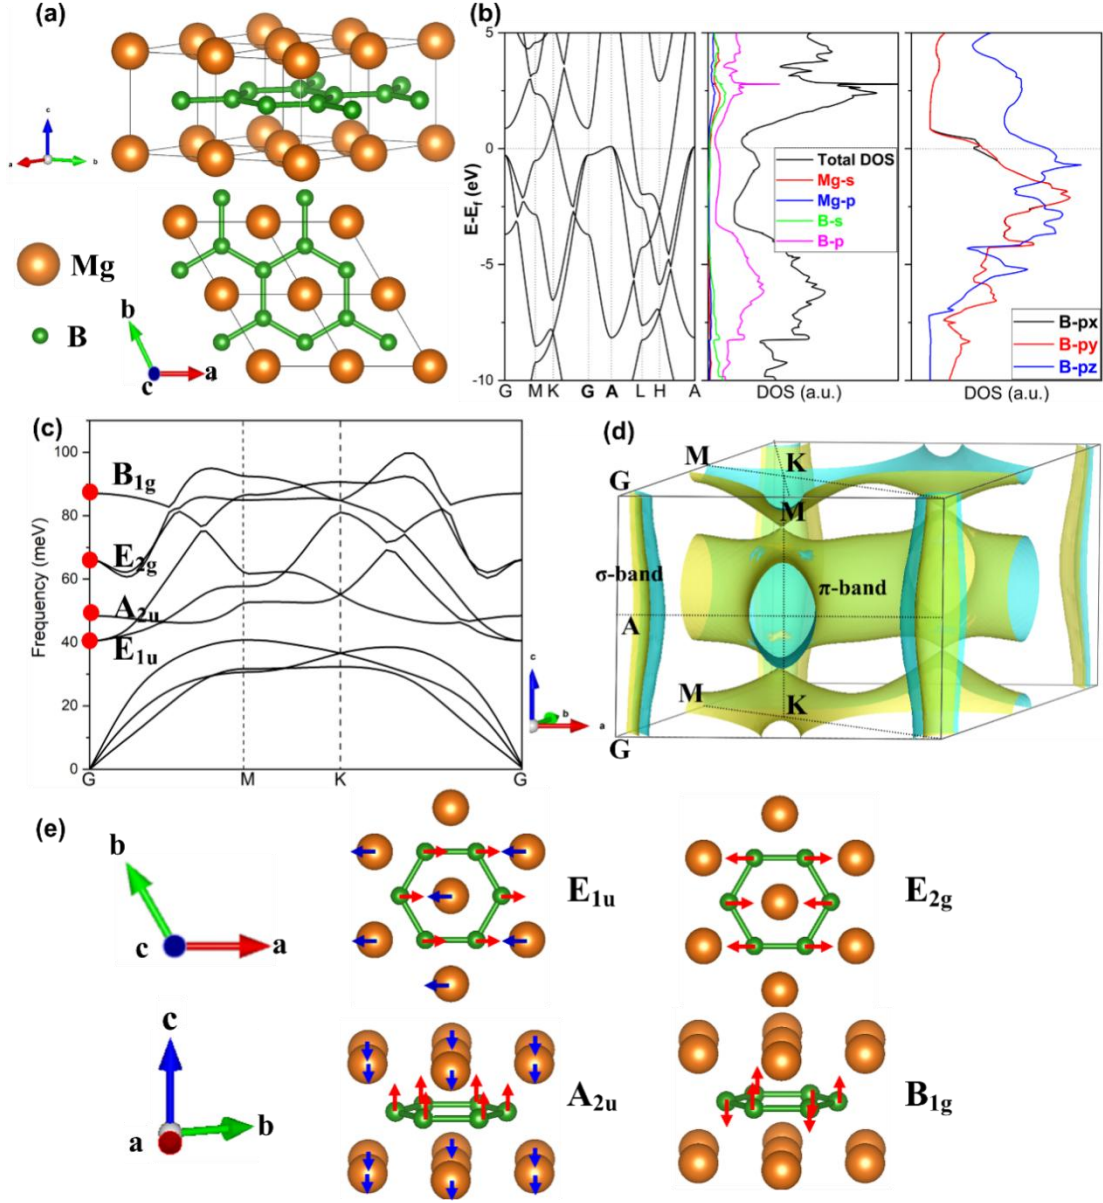 (a)
c
a
b
Mg
B
b
c
a
(b)
E-Ef (eV)
5
0
-5
-10
G
M
K
G
A
L
H
A
Total DOS
Mg-s
Mg-p
B-s
B-p
DOS (a.u.)
B-px
B-py
B-pz
DOS (a.u.)
(c)
Frequency (meV)
100
80
60
40
20
0
B1g
E2g
A2u
E1u
G
M
K
G
c
b
a
(d)
M
K
G
M
σ-band
π-band
A
M
K
G
(e)
b
c
a
E1u
E2g
c
b
a
A2u
B1g